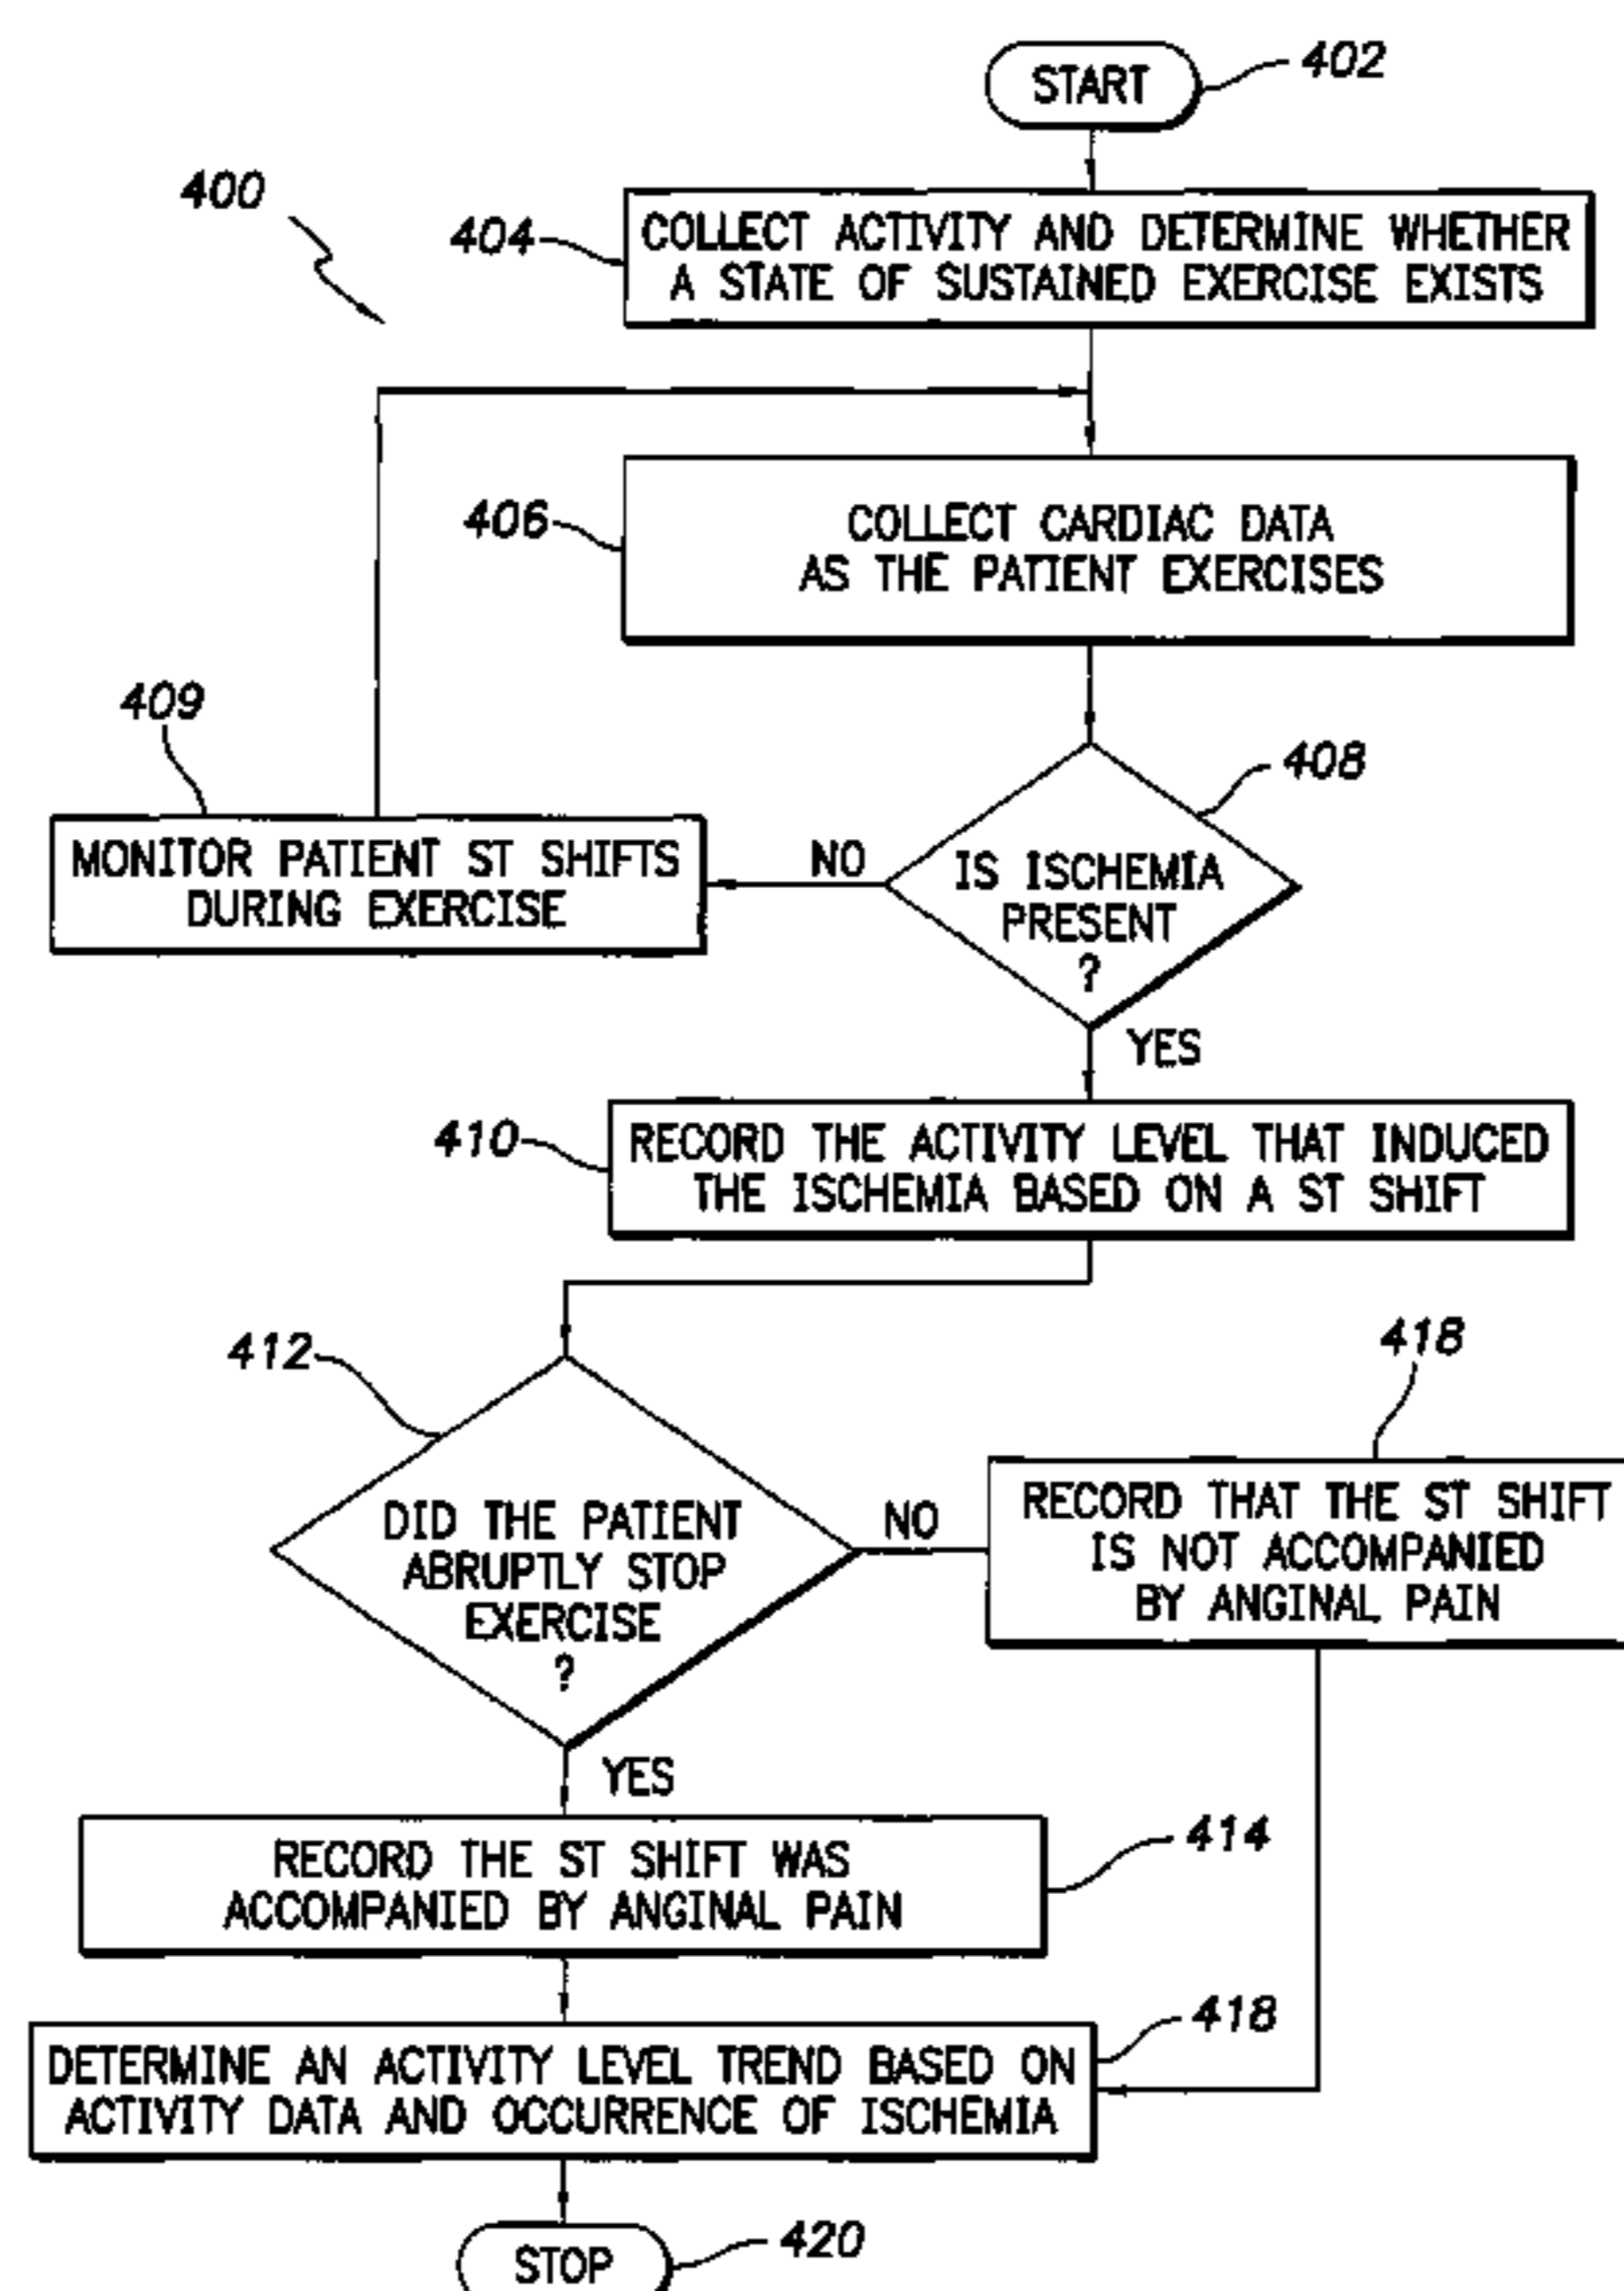 START
402
400
404
COLLECT ACTIVITY AND DETERMINE WHETHER
A STATE OF SUSTAINED EXERCISE EXISTS
406
COLLECT CARDIAC DATA
AS THE PATIENT EXERCISES
409
408
MONITOR PATIENT ST SHIFTS
DURING EXERCISE
NO
IS ISCHEMIA
PRESENT
?
YES
410
RECORD THE ACTIVITY LEVEL THAT INDUCED
THE ISCHEMIA BASED ON A ST SHIFT
412
418
DID THE PATIENT
ABRUPTLY STOP
EXERCISE
?
NO
RECORD THAT THE ST SHIFT
IS NOT ACCOMPANIED
BY ANGINAL PAIN
YES
RECORD THE ST SHIFT WAS
ACCOMPANIED BY ANGINAL PAIN
414
418
DETERMINE AN ACTIVITY LEVEL TREND BASED ON
ACTIVITY DATA AND OCCURRENCE OF ISCHEMIA
STOP
420